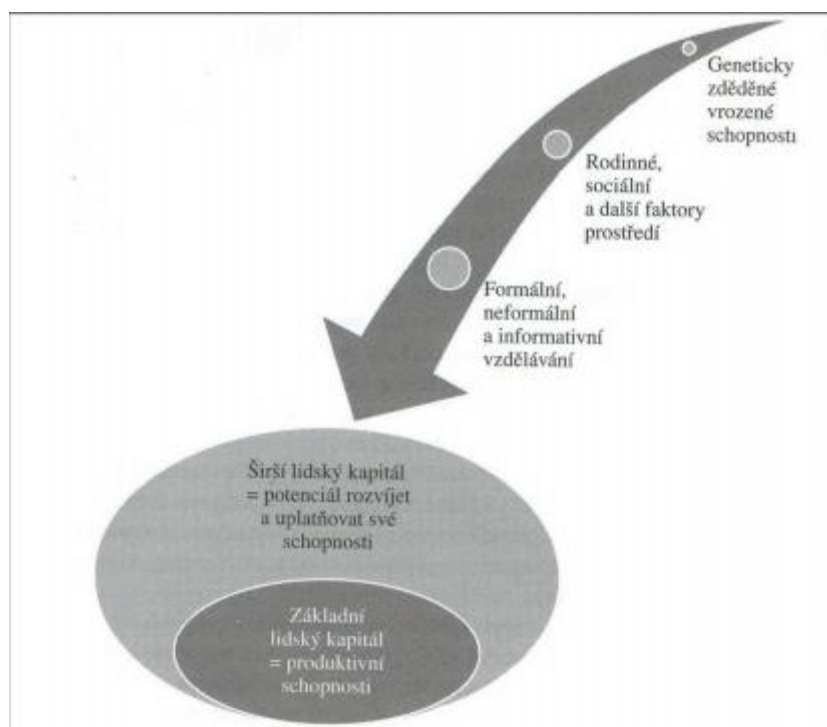 Geneticky
zděděné
vrozené
schopnosti
Rodinné,
sociální
a další faktory
prostředí
Formální,
neformální
a informativní
vzdělávání
Širší lidský kapitál
= potenciál rozvíjet
a uplatňovat své
schopnosti
Základní
lidský kapitál
= produktivní
schopnosti